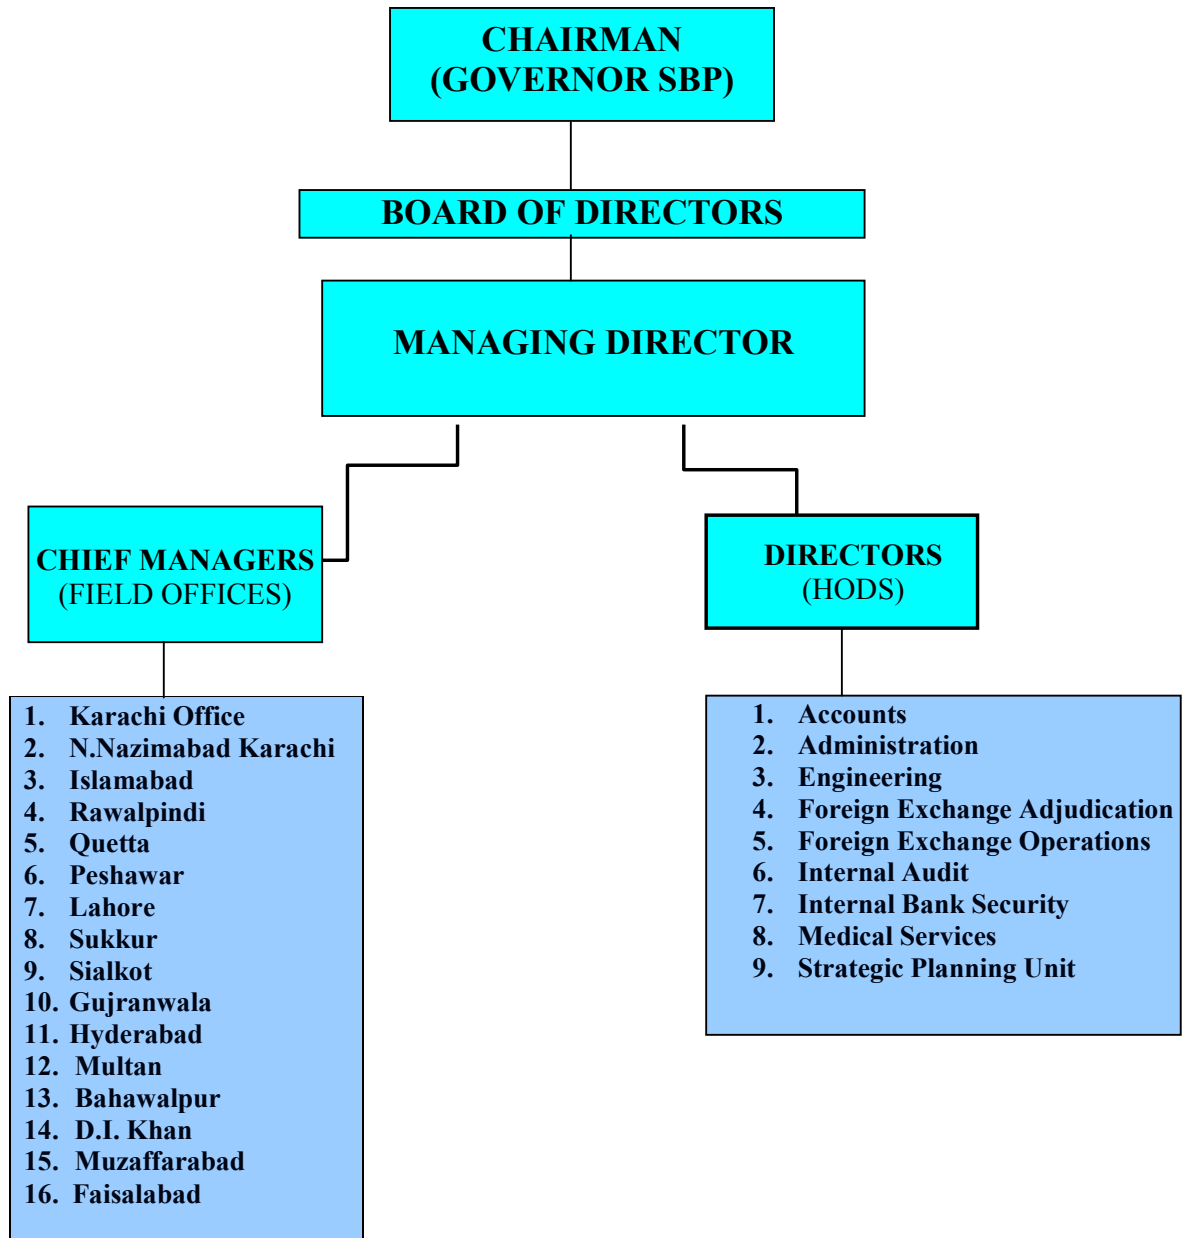 CHAIRMAN
(GOVERNOR SBP)
BOARD OF DIRECTORS
MANAGING DIRECTOR
CHIEF MANAGERS
(FIELD OFFICES)
DIRECTORS
(HODS)
1. Karachi Office
2. N.Nazimabad Karachi
3. Islamabad
4. Rawalpindi
5. Quetta
6. Peshawar
7. Lahore
8. Sukkur
9. Sialkot
10. Gujranwala
11. Hyderabad
12. Multan
13. Bahawalpur
14. D.I. Khan
15. Muzaffarabad
16. Faisalabad
1. Accounts
2. Administration
3. Engineering
4. Foreign Exchange Adjudication
5. Foreign Exchange Operations
6. Internal Audit
7. Internal Bank Security
8. Medical Services
9. Strategic Planning Unit